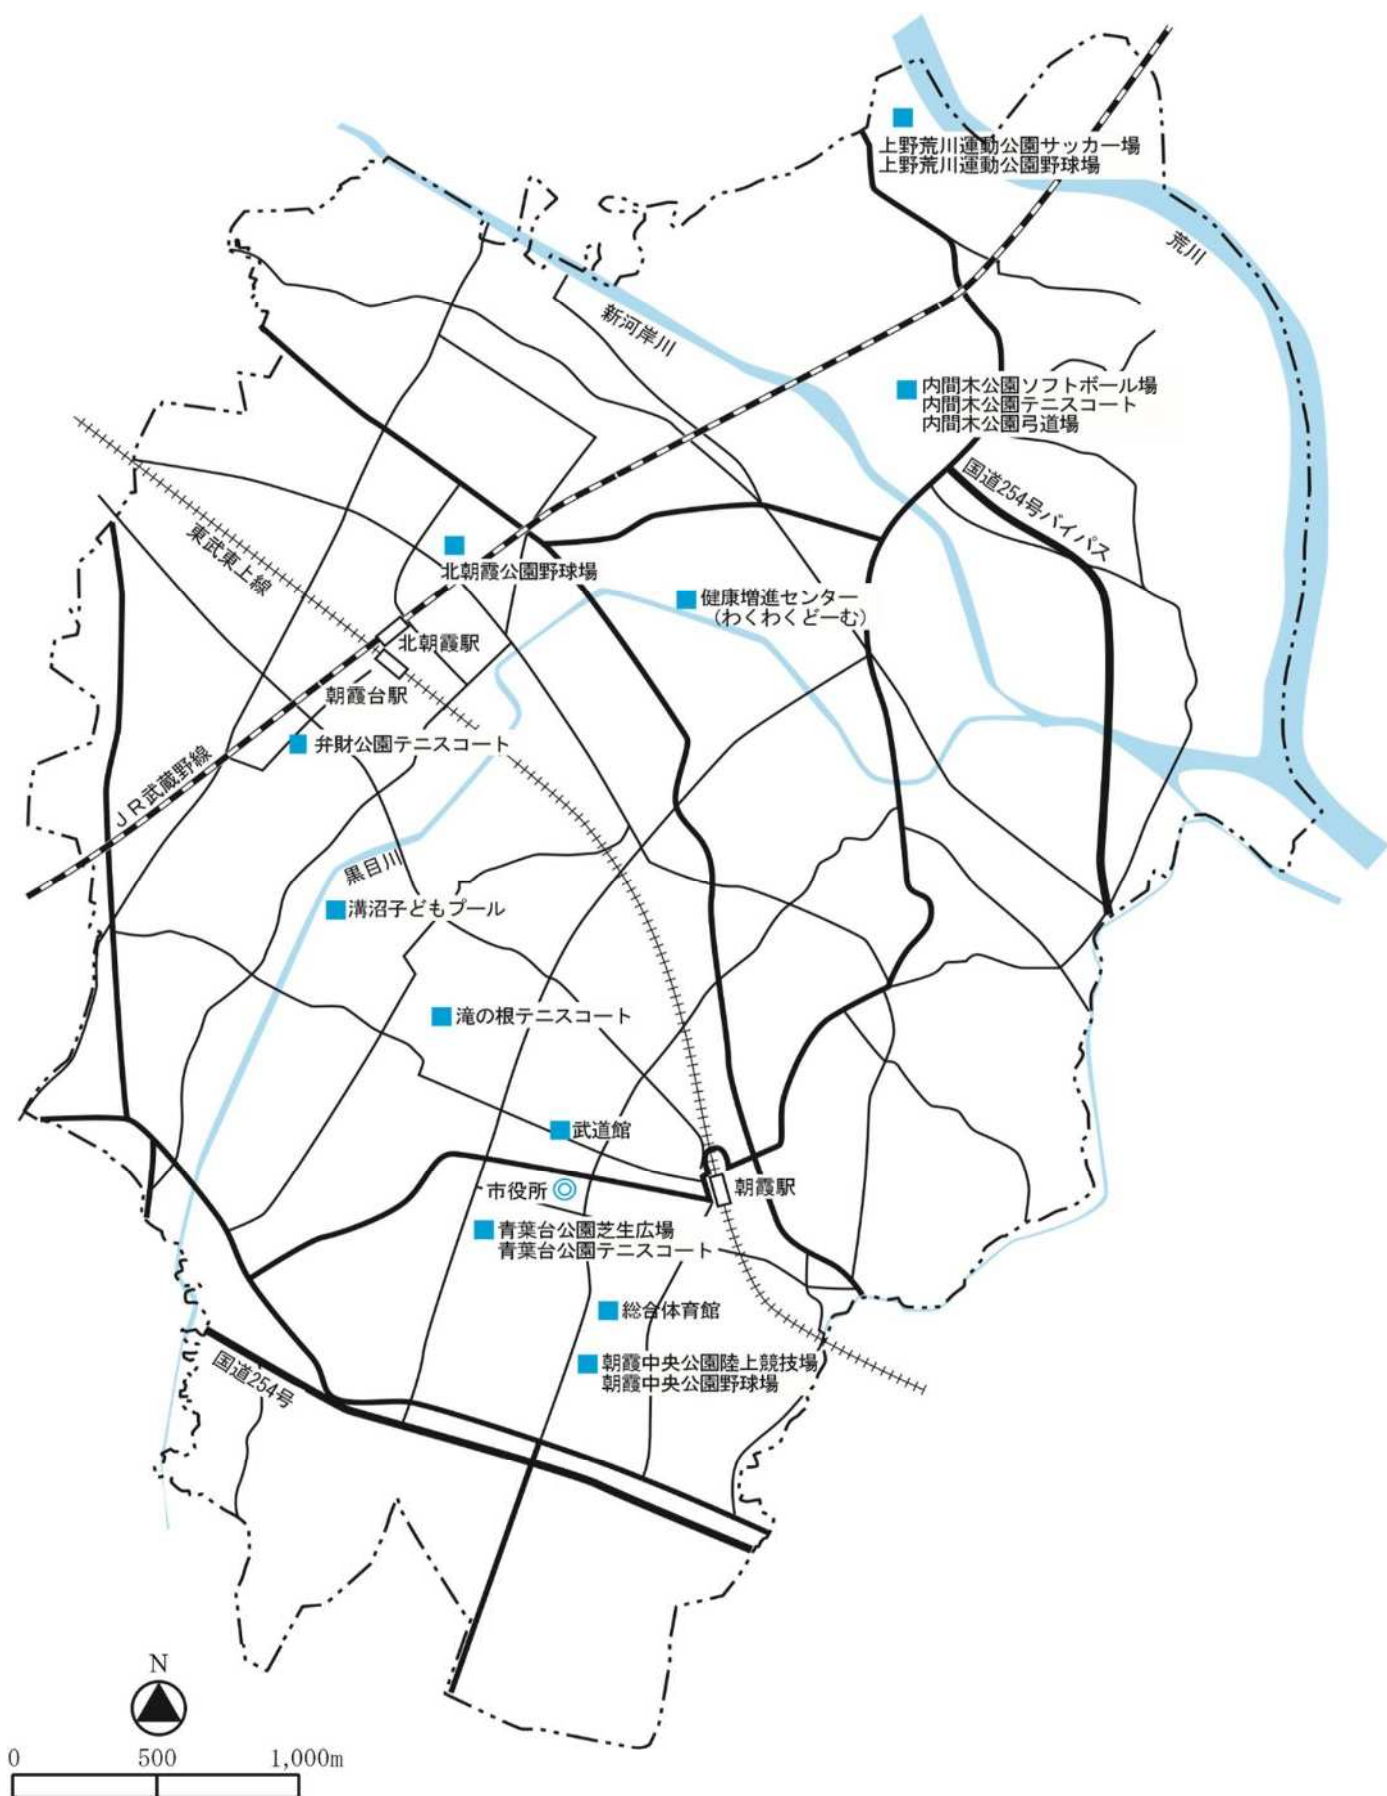 上野荒川運動公園サッカー場
上野荒川運動公園野球場
荒川
新河岸川
内間木公園ソフトボール場
内間木公園テニスコート
内間木公園弓道場
国道254号バイパス
東武東上線
北朝霞公園野球場
健康増進センター
（わくわくどーむ）
北朝霞駅
朝霞台駅
弁財公園テニスコート
ＪＲ武蔵野線
黒目川
溝沼子どもプール
滝の根テニスコート
武道館
市役所
朝霞駅
青葉台公園芝生広場
青葉台公園テニスコート
総合体育館
朝霞中央公園陸上競技場
朝霞中央公園野球場
国道254号
N
0 500 1,000m